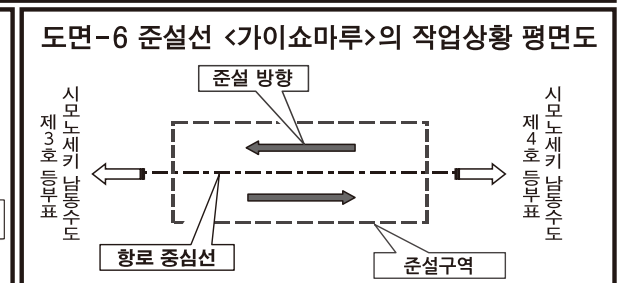 도면-6 준설선 <가이쇼마루>의 작업상황 평면도
준설 방향
시모노세키 남동수도
제3호 등부표
시모노세키 남동수도
제4호 등부표
항로 중심선
준설구역